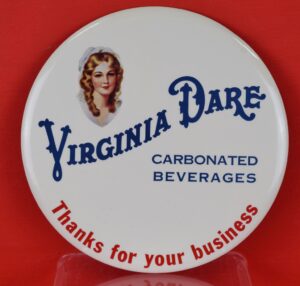 VIRGINIA DARE
CARBONATED
BEVERAGES
Thanks for your business